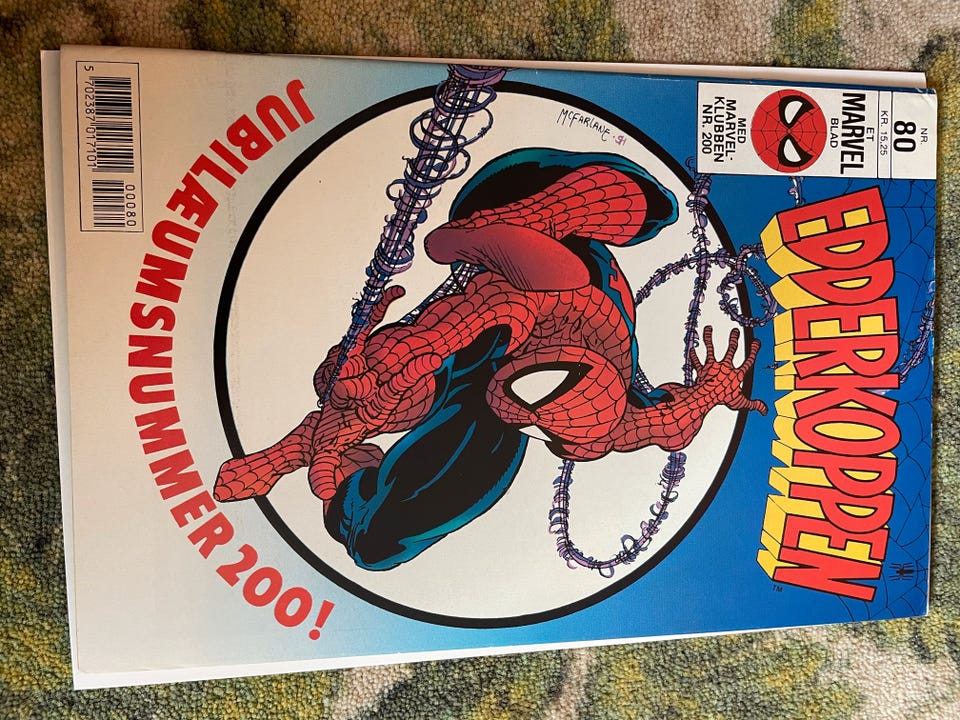 NR.
80
KR. 15.25
ET
MARVEL
BLAD
MED
MARVEL-
KLUBBEN
NR. 200
EDDERKOPPEN
TM
McFARLANE·
JUBILÆUMSNUMMER 200!
5 702387 017101
00080